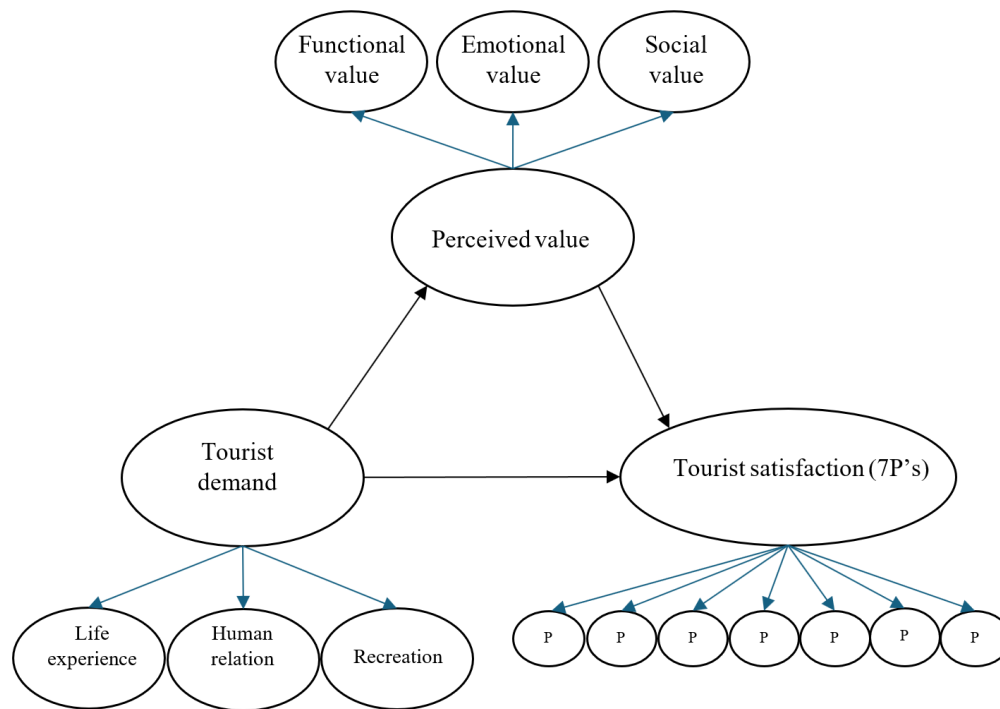 Functional
value
Emotional
value
Social
value
Perceived value
Tourist
demand
Tourist satisfaction (7P’s)
Life
experience
Human
relation
Recreation
P
P
P
P
P
P
P